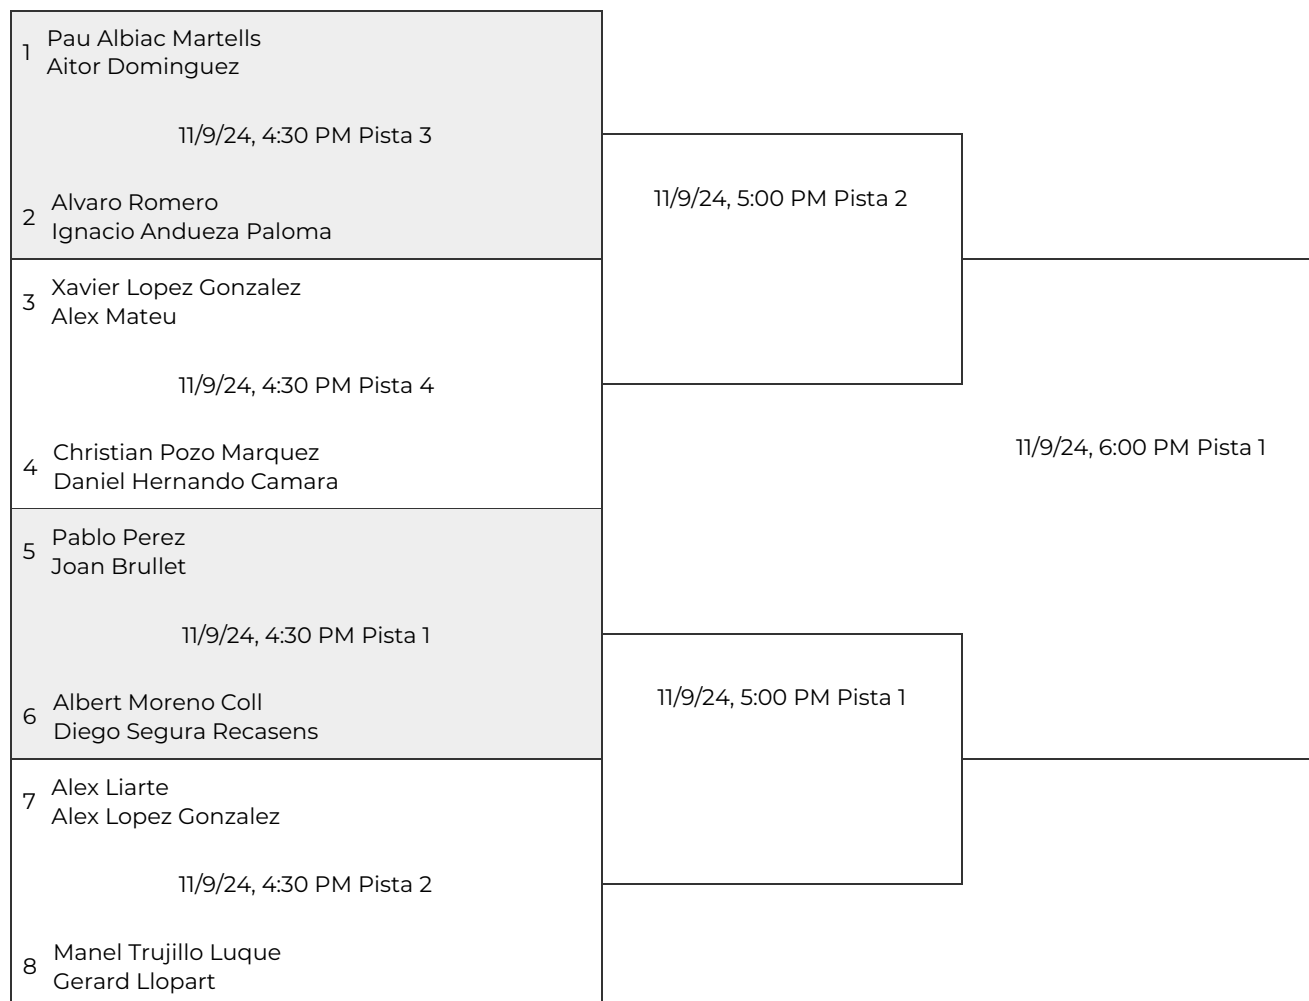 1 Pau Albiac Martells
Aitor Dominguez
11/9/24, 4:30 PM Pista 3
2 Alvaro Romero
Ignacio Andueza Paloma
3 Xavier Lopez Gonzalez
Alex Mateu
11/9/24, 4:30 PM Pista 4
4 Christian Pozo Marquez
Daniel Hernando Camara
5 Pablo Perez
Joan Brullet
11/9/24, 4:30 PM Pista 1
6 Albert Moreno Coll
Diego Segura Recasens
7 Alex Liarte
Alex Lopez Gonzalez
11/9/24, 4:30 PM Pista 2
8 Manel Trujillo Luque
Gerard Llopart
11/9/24, 5:00 PM Pista 2
11/9/24, 5:00 PM Pista 1
11/9/24, 6:00 PM Pista 1